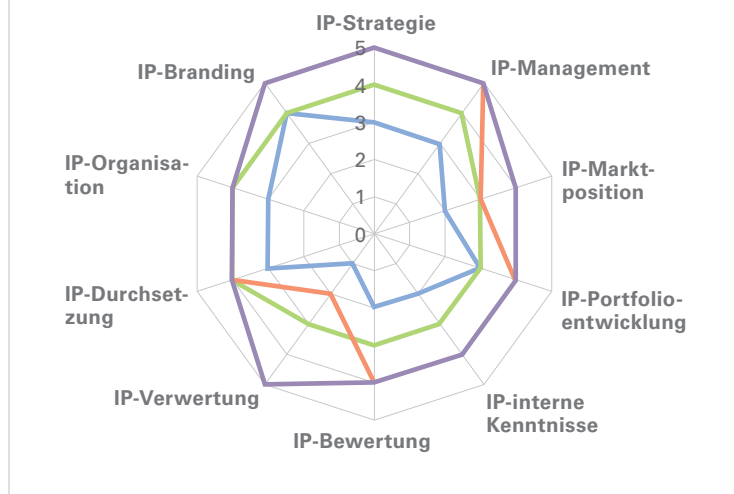 IP-Strategie
5
IP-Branding
IP-Management
4
3
IP-Organisa-
tion
IP-Markt-
position
2
1
0
IP-Durchset-
zung
IP-Portfolio-
entwicklung
IP-Verwertung
IP-interne
Kenntnisse
IP-Bewertung